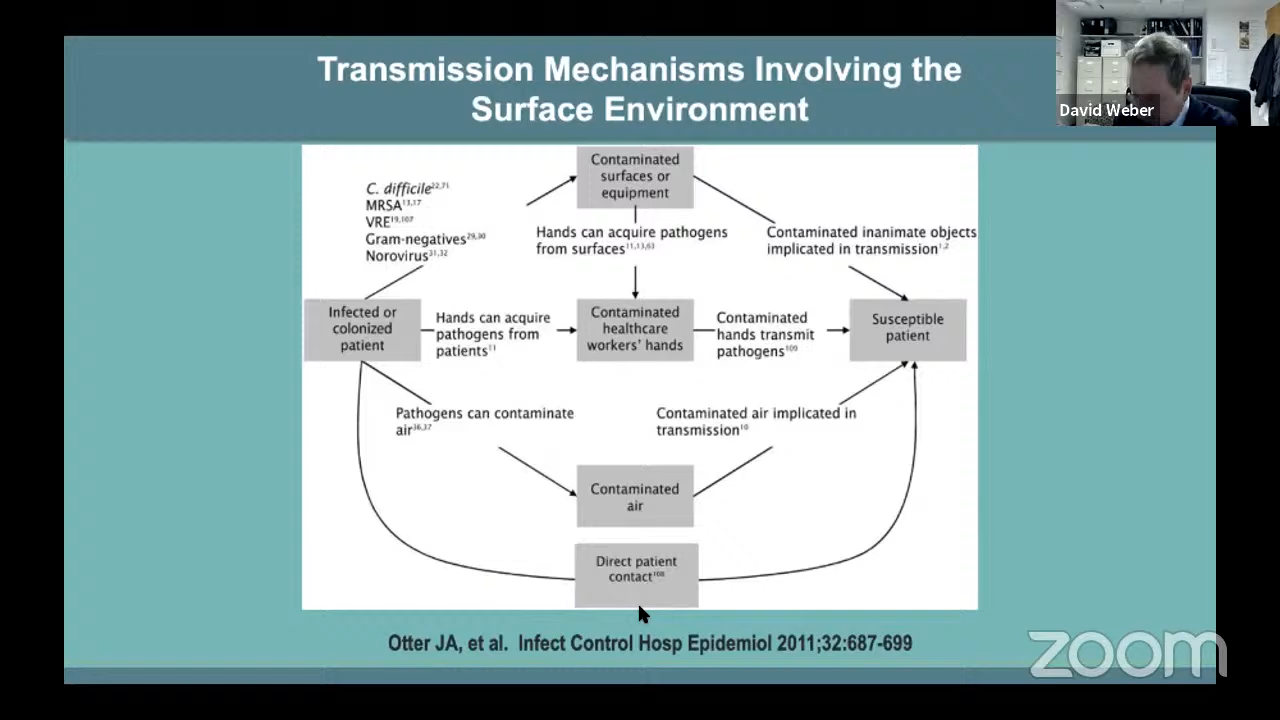 Transmission Mechanisms Involving the
Surface Environment
David Weber
Contaminated
surfaces or
equipment
C. difficile22,71
MRSA13,17
VRE19,107
Gram-negatives29,30
Norovirus31,32
Hands can acquire pathogens
from surfaces11,13,63
Contaminated inanimate objects
implicated in transmission1,2
Infected or
colonized
patient
Hands can acquire
pathogens from
patients11
Contaminated
healthcare
workers' hands
Contaminated
hands transmit
pathogens109
Susceptible
patient
Pathogens can contaminate
air36,37
Contaminated air implicated in
transmission10
Contaminated
air
Direct patient
contact108
Otter JA, et al. Infect Control Hosp Epidemiol 2011;32:687-699
zoom